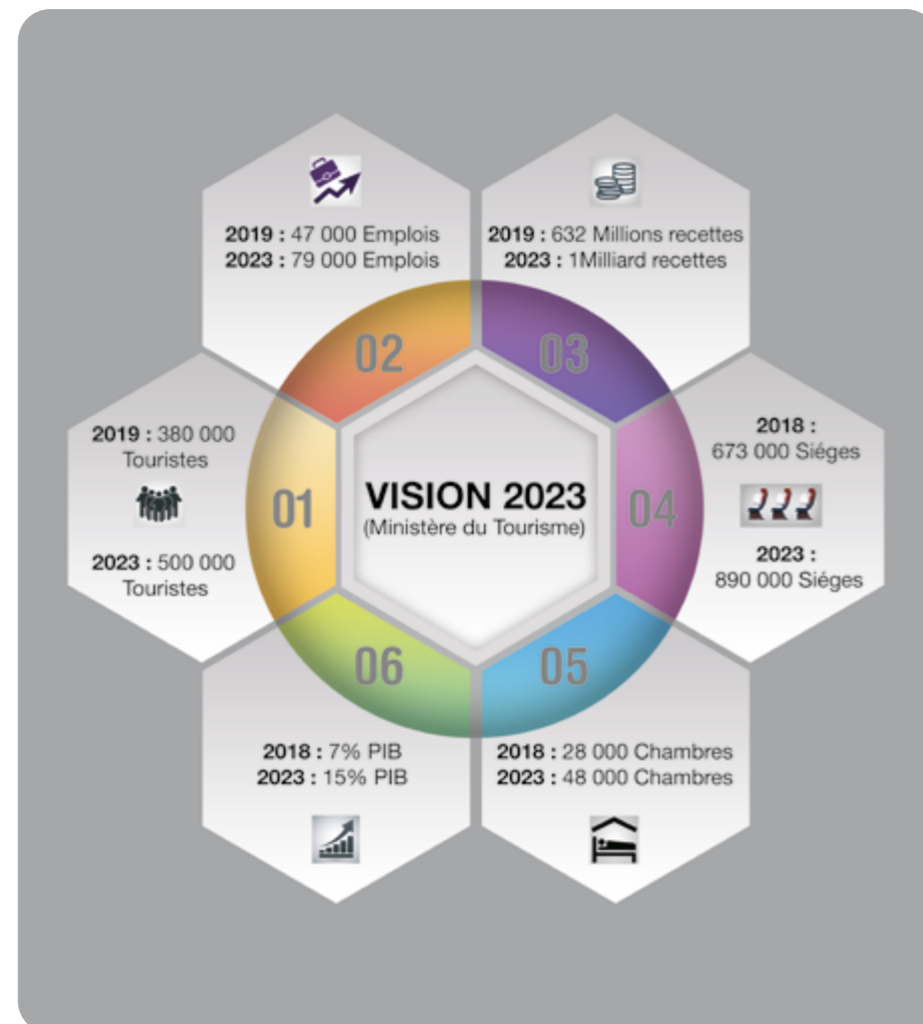 2019 : 47 000 Emplois
2023 : 79 000 Emplois
2019 : 632 Millions recettes
2023 : 1Milliard recettes
02
03
2019 : 380 000
Touristes
2023 : 500 000
Touristes
01
VISION 2023
(Ministère du Tourisme)
04
2018 :
673 000 Siéges
2023 :
890 000 Siéges
06
05
2018 : 7% PIB
2023 : 15% PIB
2018 : 28 000 Chambres
2023 : 48 000 Chambres